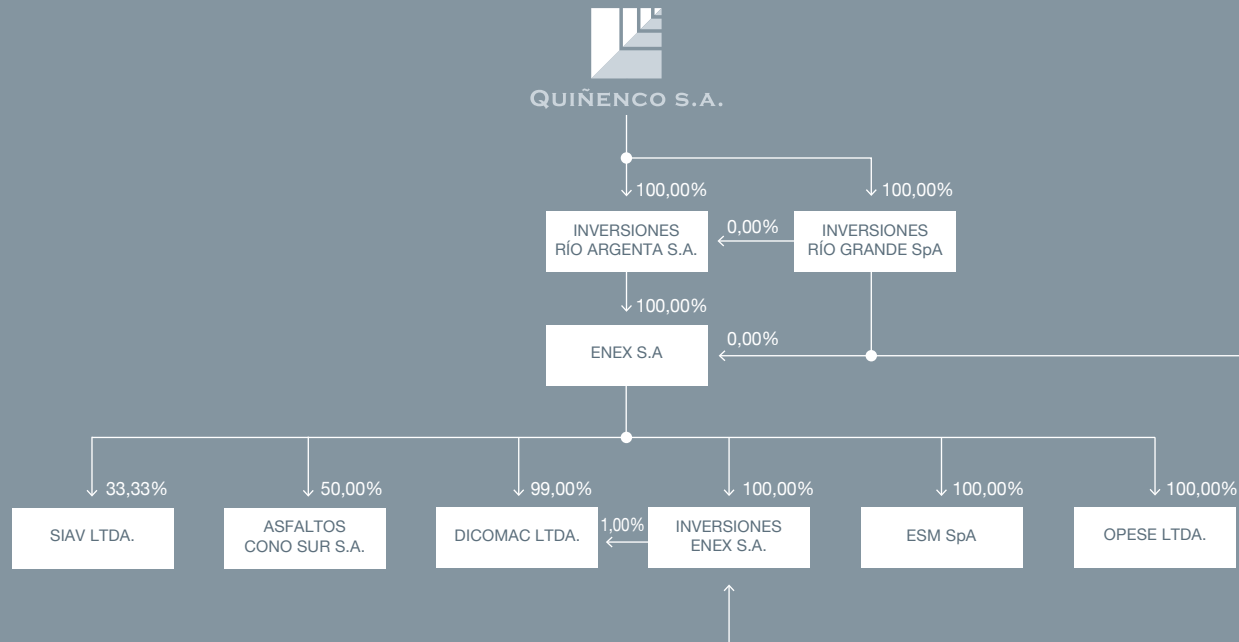 QUIÑENCO S.A.
100,00%
100,00%
INVERSIONES
RÍO ARGENTA S.A.
0,00%
INVERSIONES
RÍO GRANDE SpA
100,00%
ENEX S.A
0,00%
33,33%
50,00%
99,00%
100,00%
100,00%
100,00%
SIAV LTDA.
ASFALTOS
CONO SUR S.A.
DICOMAC LTDA.
1,00%
INVERSIONES
ENEX S.A.
ESM SpA
OPESE LTDA.